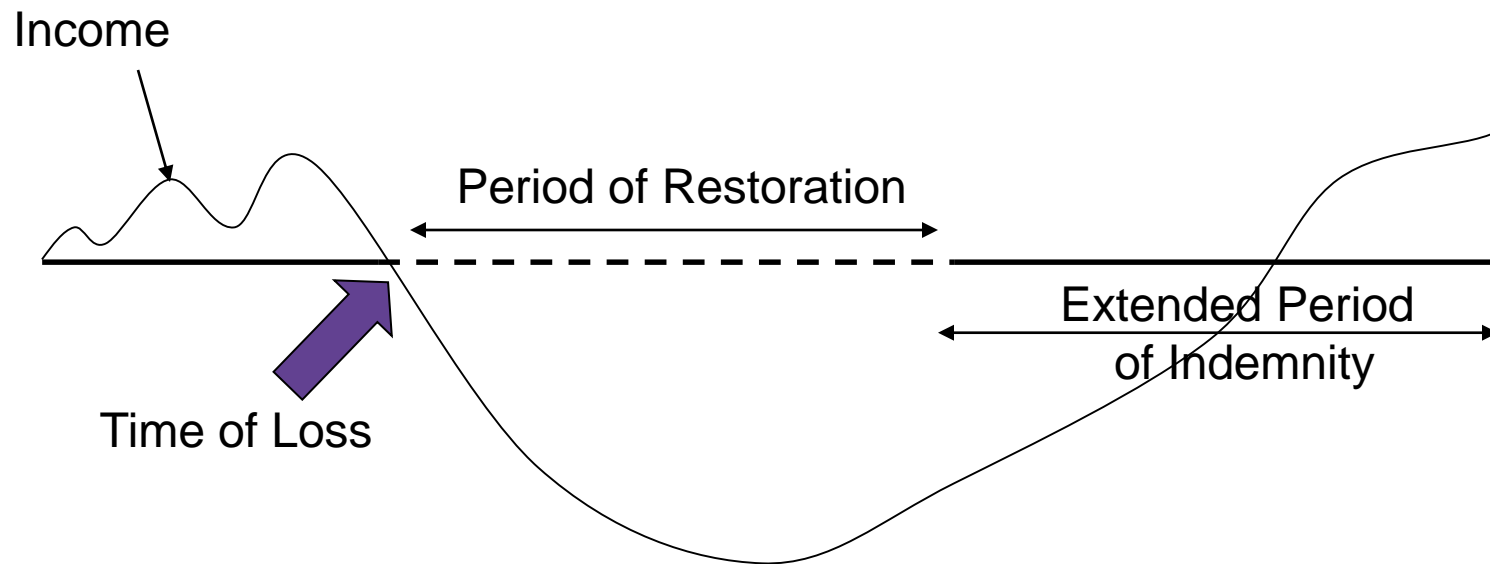 Income
Period of Restoration
Extended Period
of Indemnity
Time of Loss